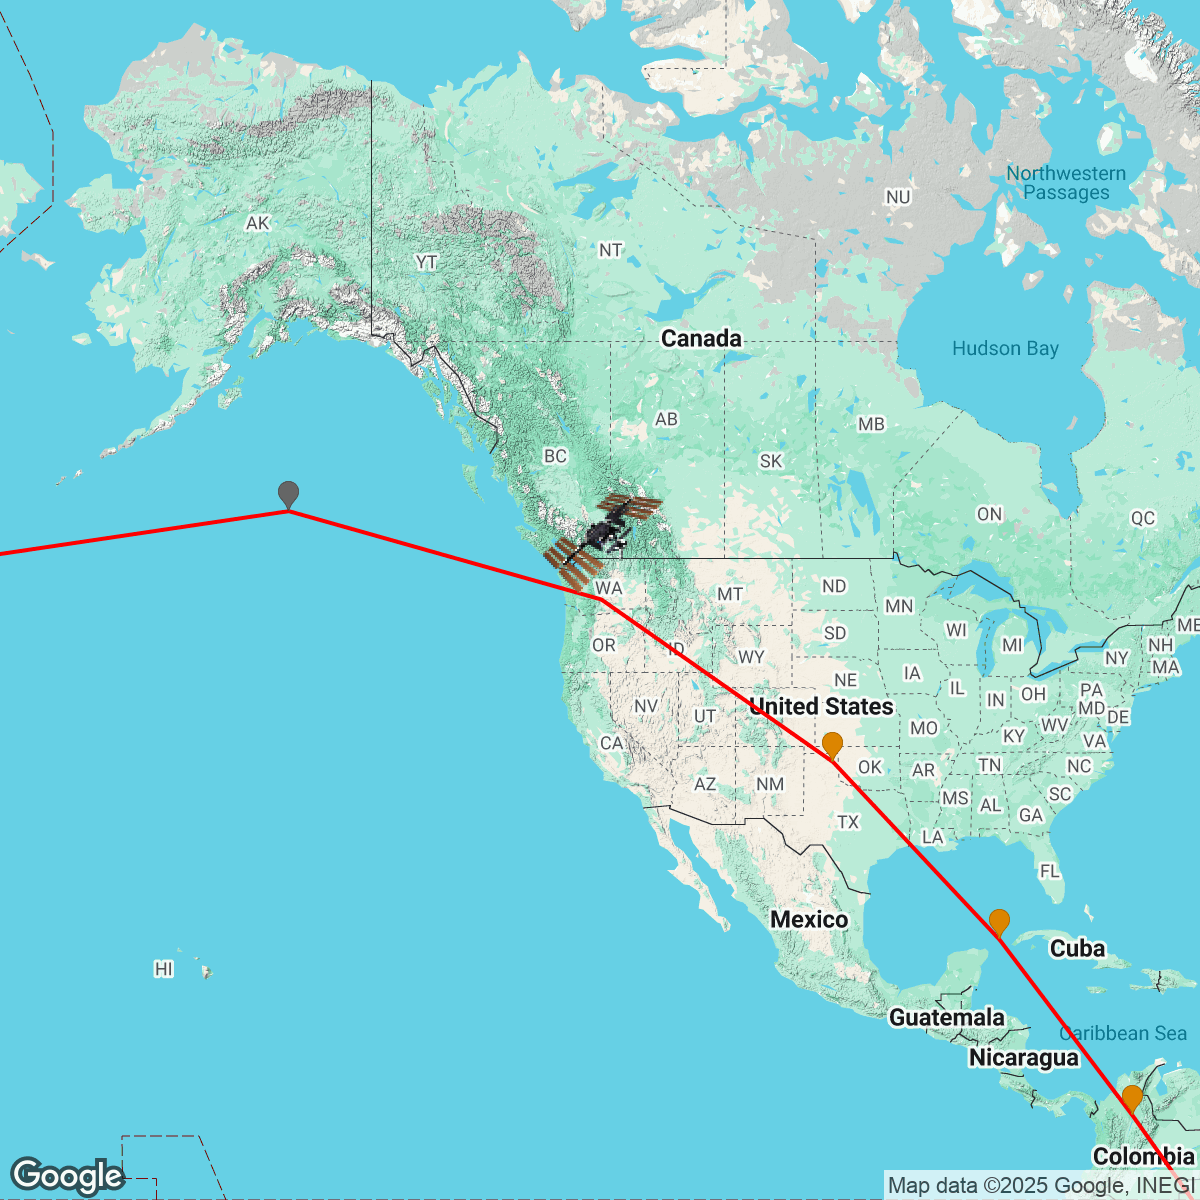 NU
Northwestern
Passages
AK
NT
YT
Canada
Hudson Bay
AB
MB
BC
SK
ON
QC
WA
MT
ND
MN
ME
WI
SD
OR
MI
NH
ID
WY
NY
MA
IA
NE
IL
IN
OH
PA
NV
United States
MD
DE
UT
MO
WV
KY
CA
VA
OK
AR
TN
NC
AZ
NM
MS
AL
SC
GA
TX
LA
FL
Mexico
Cuba
HI
Guatemala
Caribbean Sea
Nicaragua
Colombia
Google
Map data ©2025 Google, INEGI